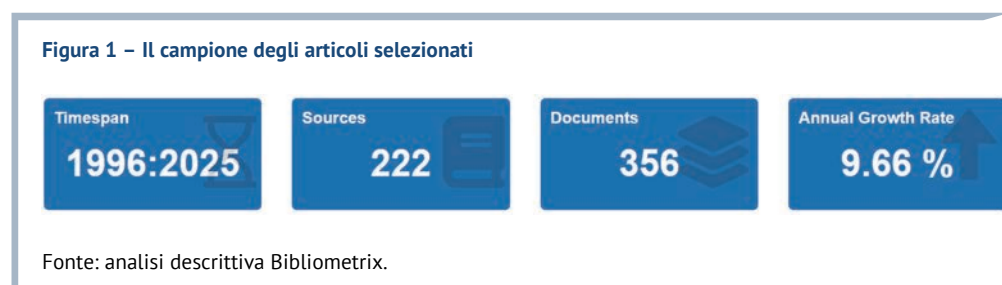 Figura 1 – Il campione degli articoli selezionati
Timespan
1996:2025
Sources
222
Documents
356
Annual Growth Rate
9.66 %
Fonte: analisi descrittiva Bibliometrix.